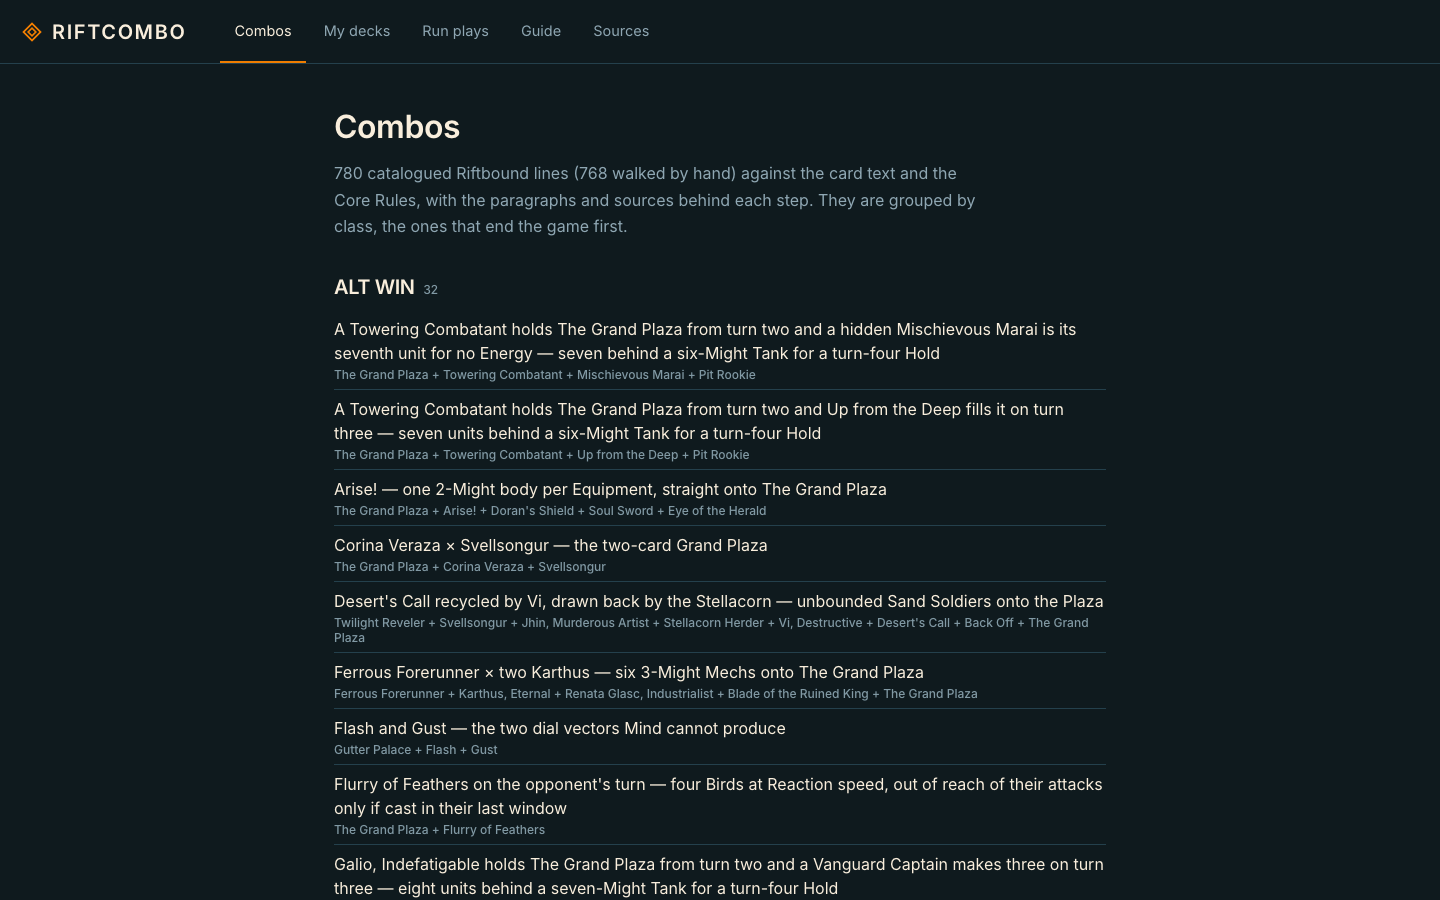 RIFTCOMBO
Combos
My decks
Run plays
Guide
Sources
Combos
780 catalogued Riftbound lines (768 walked by hand) against the card text and the
Core Rules, with the paragraphs and sources behind each step. They are grouped by
class, the ones that end the game first.
ALT WIN 32
A Towering Combatant holds The Grand Plaza from turn two and a hidden Mischievous Marai is its
seventh unit for no Energy — seven behind a six-Might Tank for a turn-four Hold
The Grand Plaza + Towering Combatant + Mischievous Marai + Pit Rookie
A Towering Combatant holds The Grand Plaza from turn two and Up from the Deep fills it on turn
three — seven units behind a six-Might Tank for a turn-four Hold
The Grand Plaza + Towering Combatant + Up from the Deep + Pit Rookie
Arise! — one 2-Might body per Equipment, straight onto The Grand Plaza
The Grand Plaza + Arise! + Doran's Shield + Soul Sword + Eye of the Herald
Corina Veraza × Svellsongur — the two-card Grand Plaza
The Grand Plaza + Corina Veraza + Svellsongur
Desert's Call recycled by Vi, drawn back by the Stellacorn — unbounded Sand Soldiers onto the Plaza
Twilight Reveler + Svellsongur + Jhin, Murderous Artist + Stellacorn Herder + Vi, Destructive + Desert's Call + Back Off + The Grand
Plaza
Ferrous Forerunner × two Karthus — six 3-Might Mechs onto The Grand Plaza
Ferrous Forerunner + Karthus, Eternal + Renata Glasc, Industrialist + Blade of the Ruined King + The Grand Plaza
Flash and Gust — the two dial vectors Mind cannot produce
Gutter Palace + Flash + Gust
Flurry of Feathers on the opponent's turn — four Birds at Reaction speed, out of reach of their attacks
only if cast in their last window
The Grand Plaza + Flurry of Feathers
Galio, Indefatigable holds The Grand Plaza from turn two and a Vanguard Captain makes three on turn
three — eight units behind a seven-Might Tank for a turn-four Hold